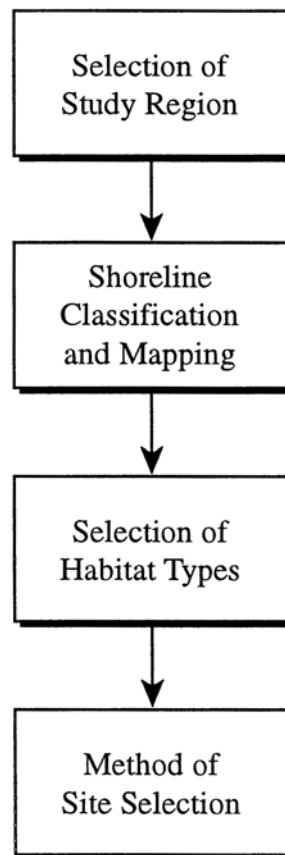 Selection of
Study Region
Shoreline
Classification
and Mapping
Selection of
Habitat Types
Method of
Site Selection